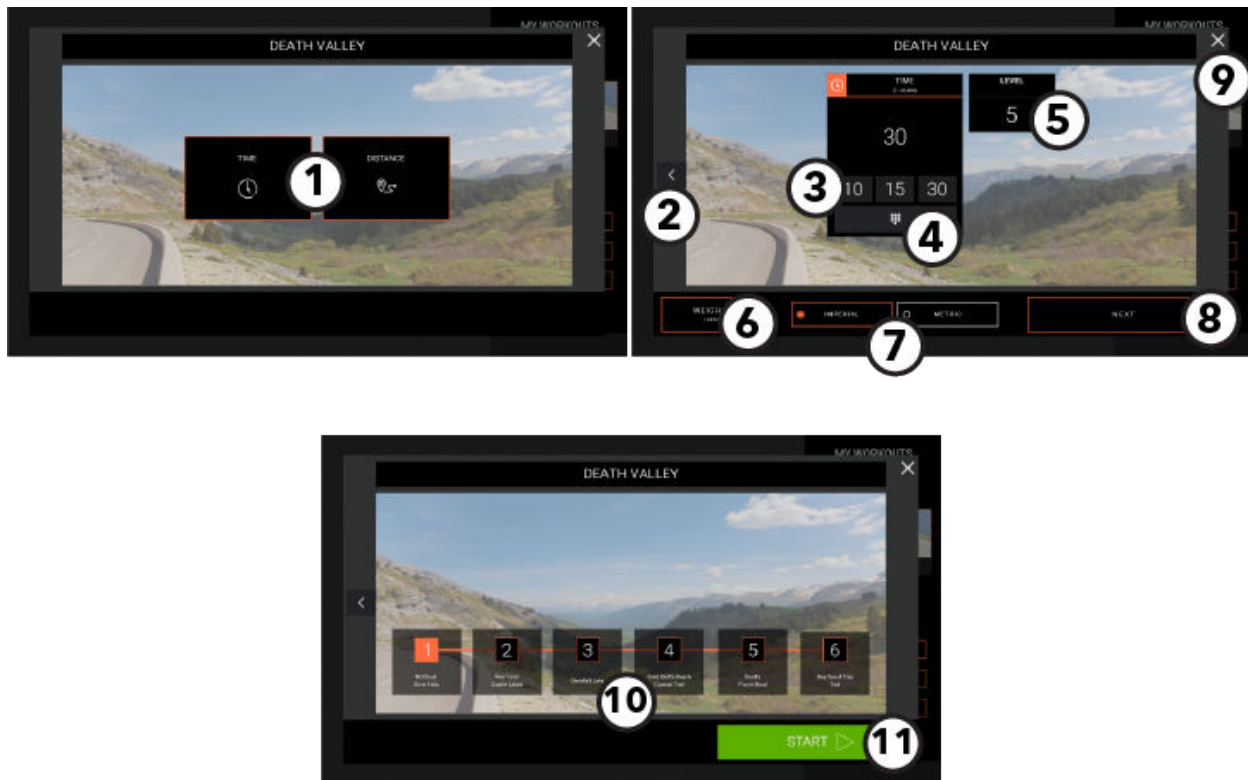 MY WORKOUTS
DEATH VALLEY
TIME
DISTANCE
1
MY WORKOUTS
DEATH VALLEY
9
TIME
LEVEL
5
5
30
3
10 15 30
2
4
6
IMPERIAL
METRIC
7
NEXT
8
MY WORKOUTS
DEATH VALLEY
1 2 3 4 5 6
10
START
11